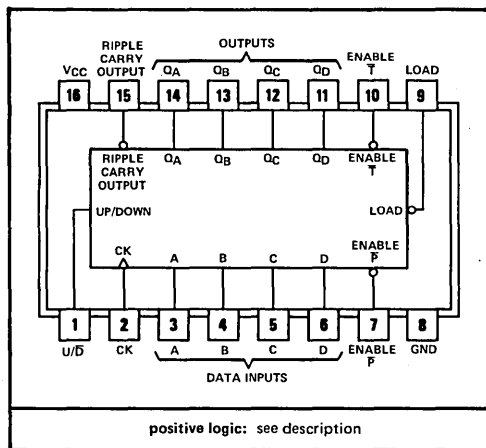 OUTPUTS
RIPPLE CARRY OUTPUT
ENABLE T̅
VCC
QA QB QC QD
LOAD
16 15 14 13 12 11 10 9
RIPPLE CARRY OUTPUT
QA QB QC QD
ENABLE T̅
UP/DOWN
LOAD
CK A B C D
ENABLE P̅
1 2 3 4 5 6 7 8
U/D̅ CK A B C D
ENABLE P̅
GND
DATA INPUTS
positive logic: see description